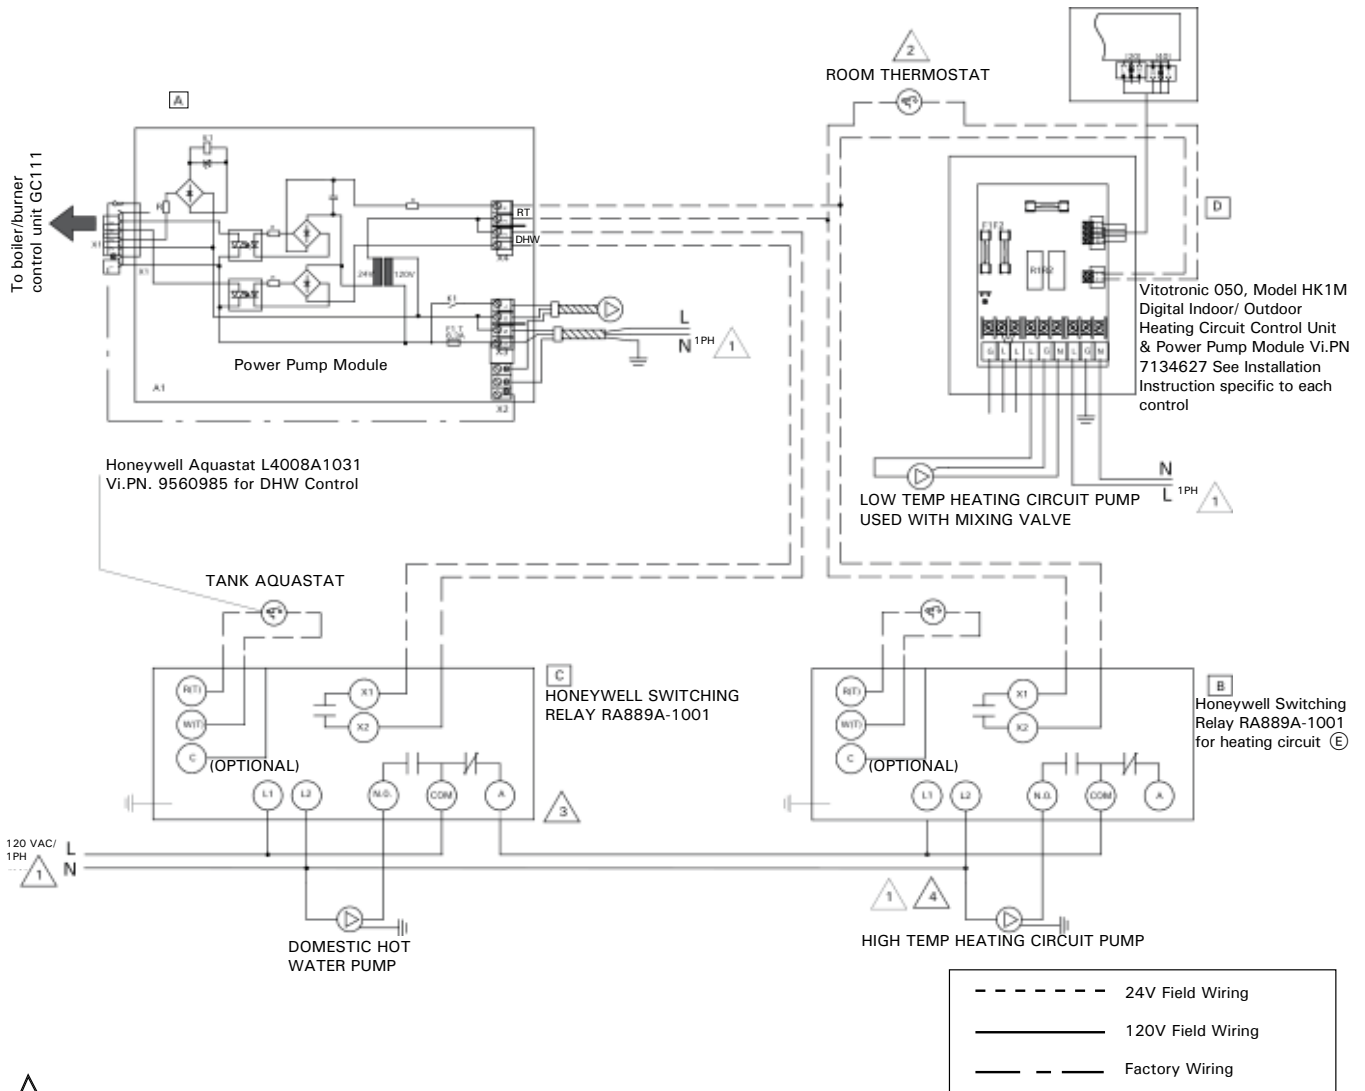 2
ROOM THERMOSTAT
A
To boiler/burner
control unit GC111
K1
R
X1
X1
24V
120V
RT
DHW
X4
K1
F1,T
X3
L
N 1PH
1
Power Pump Module
A1
X2
F1F2
R1R2
G L L L G N L G N
D
Vitotronic 050, Model HK1M
Digital Indoor/ Outdoor
Heating Circuit Control Unit
& Power Pump Module Vi.PN
7134627 See Installation
Instruction specific to each
control
Honeywell Aquastat L4008A1031
Vi.PN. 9560985 for DHW Control
LOW TEMP HEATING CIRCUIT PUMP
USED WITH MIXING VALVE
N
L 1PH
1
TANK AQUASTAT
R(T)
W(T)
C
(OPTIONAL)
X1
X2
L1 L2 N.O. COM A
C
HONEYWELL SWITCHING
RELAY RA889A-1001
3
R(T)
W(T)
C
(OPTIONAL)
X1
X2
L1 L2 N.O. COM A
B
Honeywell Switching
Relay RA889A-1001
for heating circuit E
120 VAC/
1PH
L
N
1
1 4
DOMESTIC HOT
WATER PUMP
HIGH TEMP HEATING CIRCUIT PUMP
24V Field Wiring
120V Field Wiring
Factory Wiring